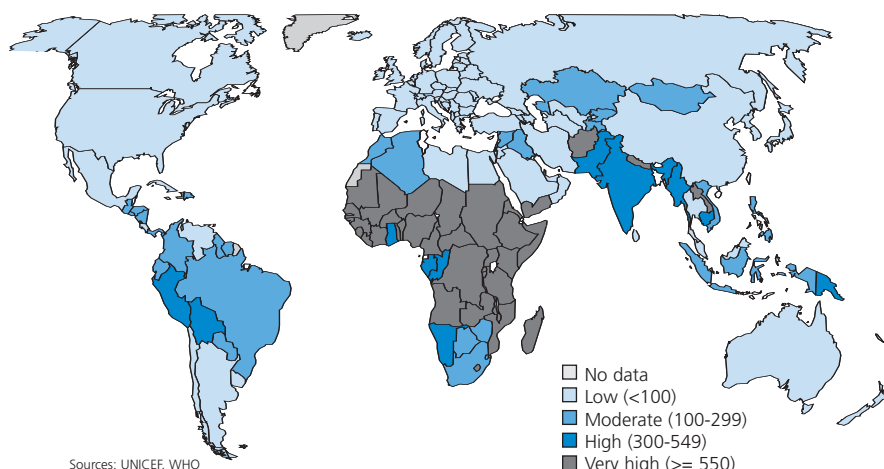 No data
Low (<100)
Moderate (100-299)
High (300-549)
Very high (>= 550)
Sources: UNICEF, WHO